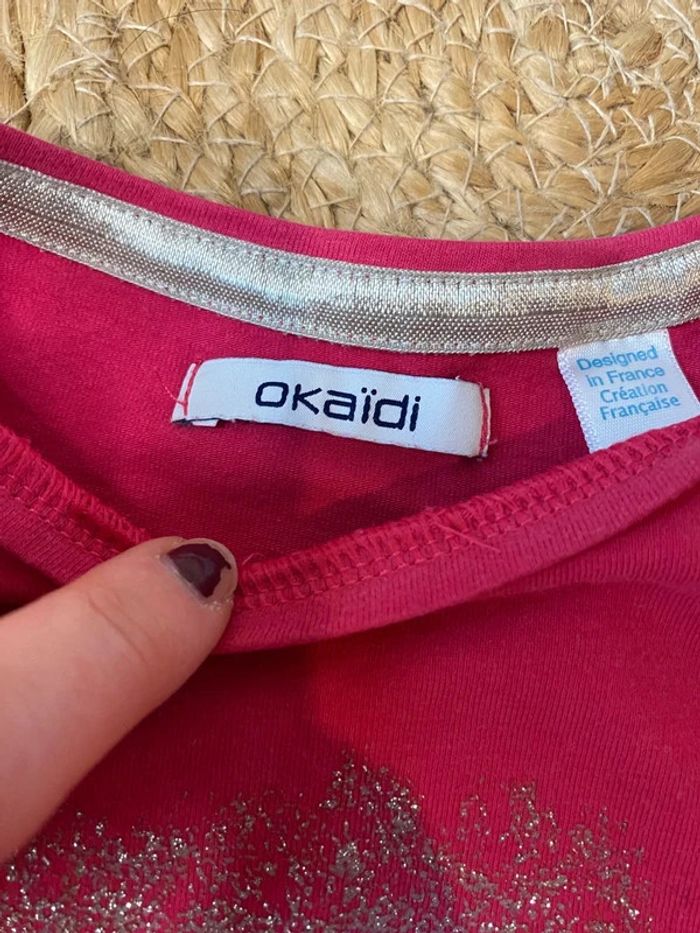 okaïdi
Designed
in France
Création
Française